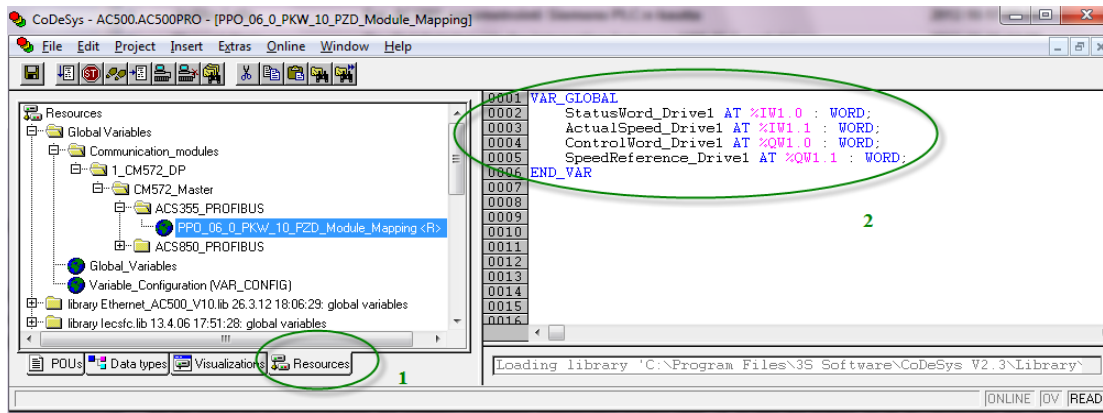 CoDeSys - AC500.AC500PRO - [PPO_06_0_PKW_10_PZD_Module_Mapping]
File Edit Project Insert Extras Online Window Help
Resources
Global Variables
Communication_modules
1_CM572_DP
CM572_Master
ACS355_PROFIBUS
PPO_06_0_PKW_10_PZD_Module_Mapping <R>
ACS850_PROFIBUS
Global_Variables
Variable_Configuration (VAR_CONFIG)
library Ethernet_AC500_V10.lib 26.3.12 18:06:29: global variables
library Iecsfc.lib 13.4.06 17:51:28: global variables
POUs Data types Visualizations Resources
1
0001 VAR_GLOBAL
0002 StatusWord_Drive1 AT %IW1.0 : WORD;
0003 ActualSpeed_Drive1 AT %IW1.1 : WORD;
0004 ControlWord_Drive1 AT %QW1.0 : WORD;
0005 SpeedReference_Drive1 AT %QW1.1 : WORD;
0006 END_VAR
0007
0008
0009
0010
0011
0012
0013
0014
0015
0016
2
Loading library 'C:\Program Files\3S Software\CoDeSys V2.3\Library\
ONLINE OV READ